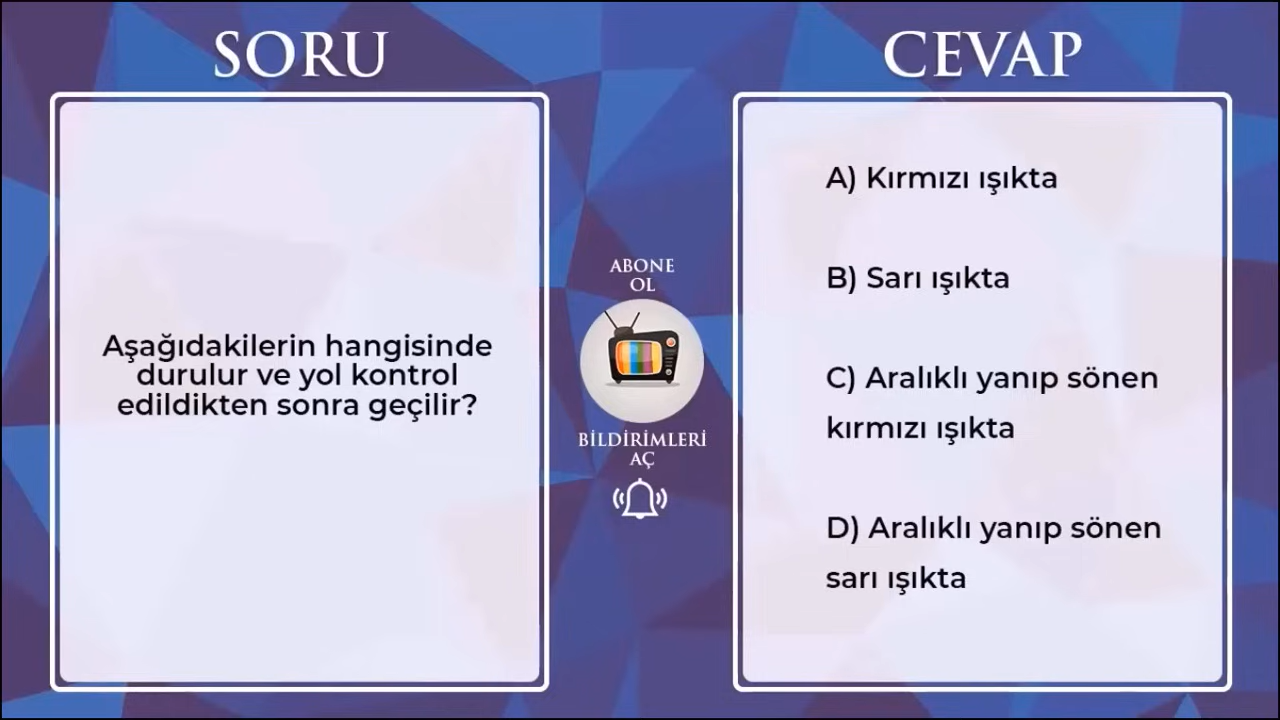 SORU
Aşağıdakilerin hangisinde
durulur ve yol kontrol
edildikten sonra geçilir?
ABONE
OL
BİLDİRİMLERİ
AÇ
CEVAP
A) Kırmızı ışıkta
B) Sarı ışıkta
C) Aralıklı yanıp sönen
kırmızı ışıkta
D) Aralıklı yanıp sönen
sarı ışıkta